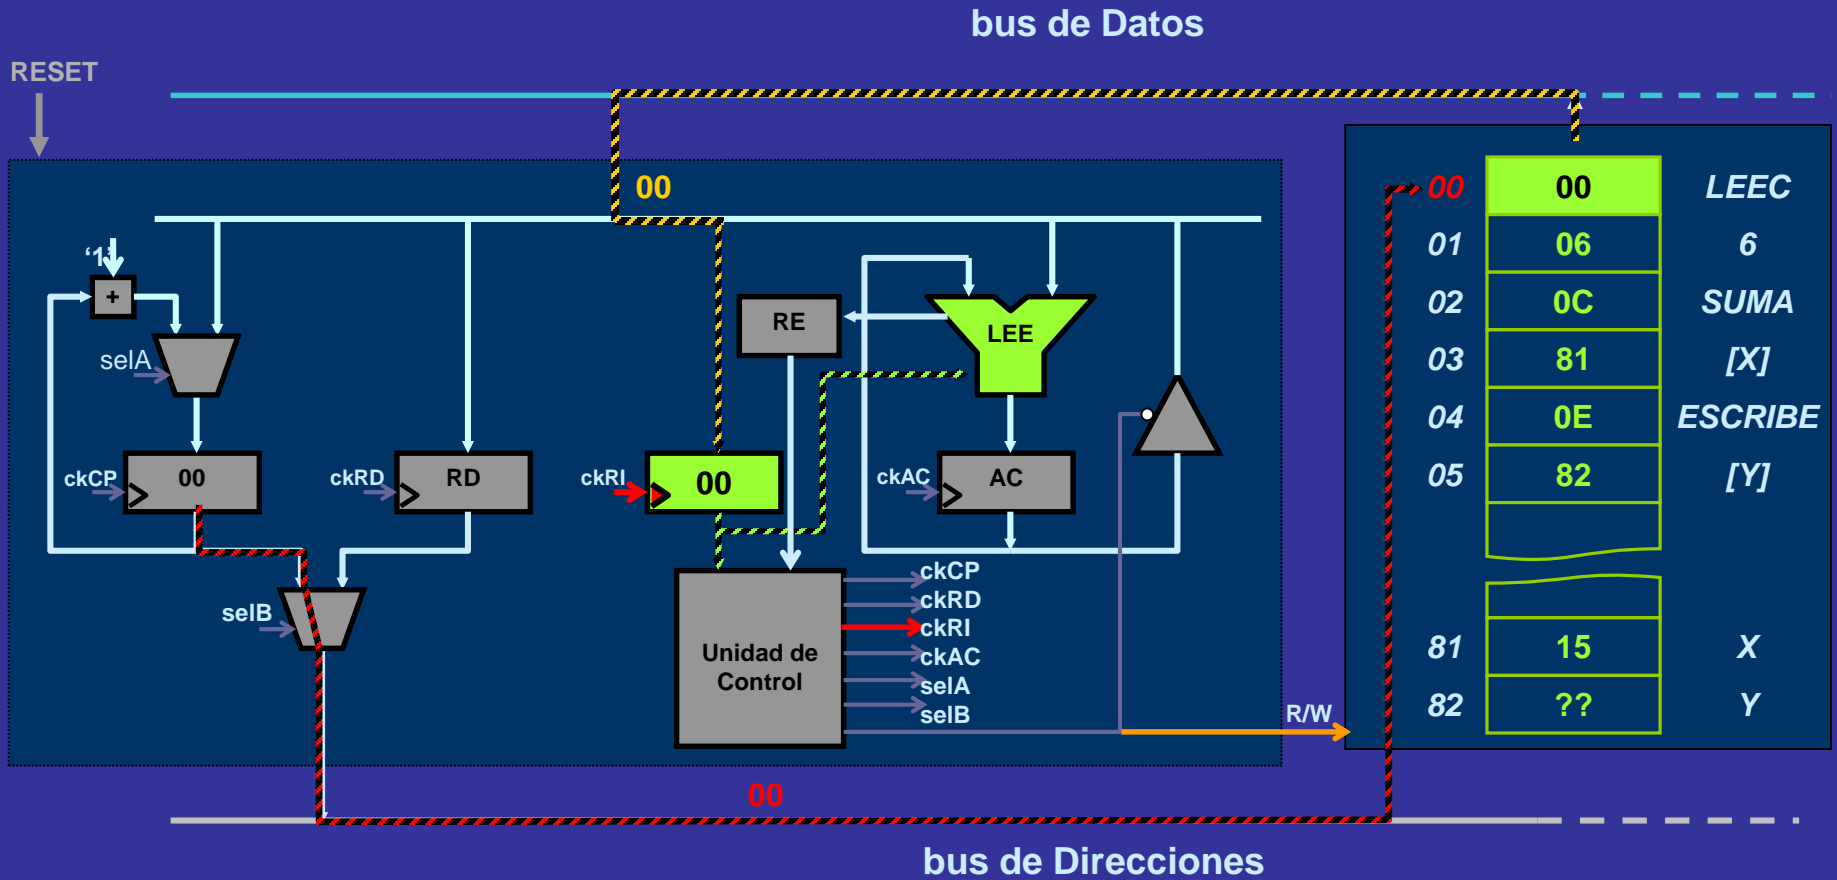 bus de Datos
RESET
00
‘1’
+
selA
ckCP
00
ckRD
RD
ckRI
00
RE
LEE
ckAC
AC
selB
Unidad de
Control
ckCP
ckRD
ckRI
ckAC
selA
selB
R/W
00
bus de Direcciones
00 00 LEEC
01 06 6
02 0C SUMA
03 81 [X]
04 0E ESCRIBE
05 82 [Y]
81 15 X
82 ?? Y